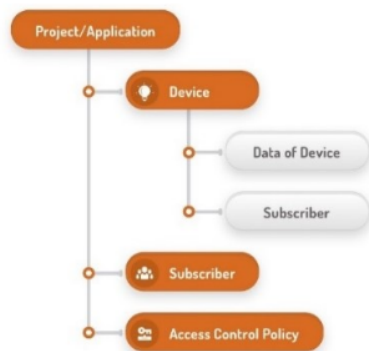 Project/Application
Device
Data of Device
Subscriber
Subscriber
Access Control Policy